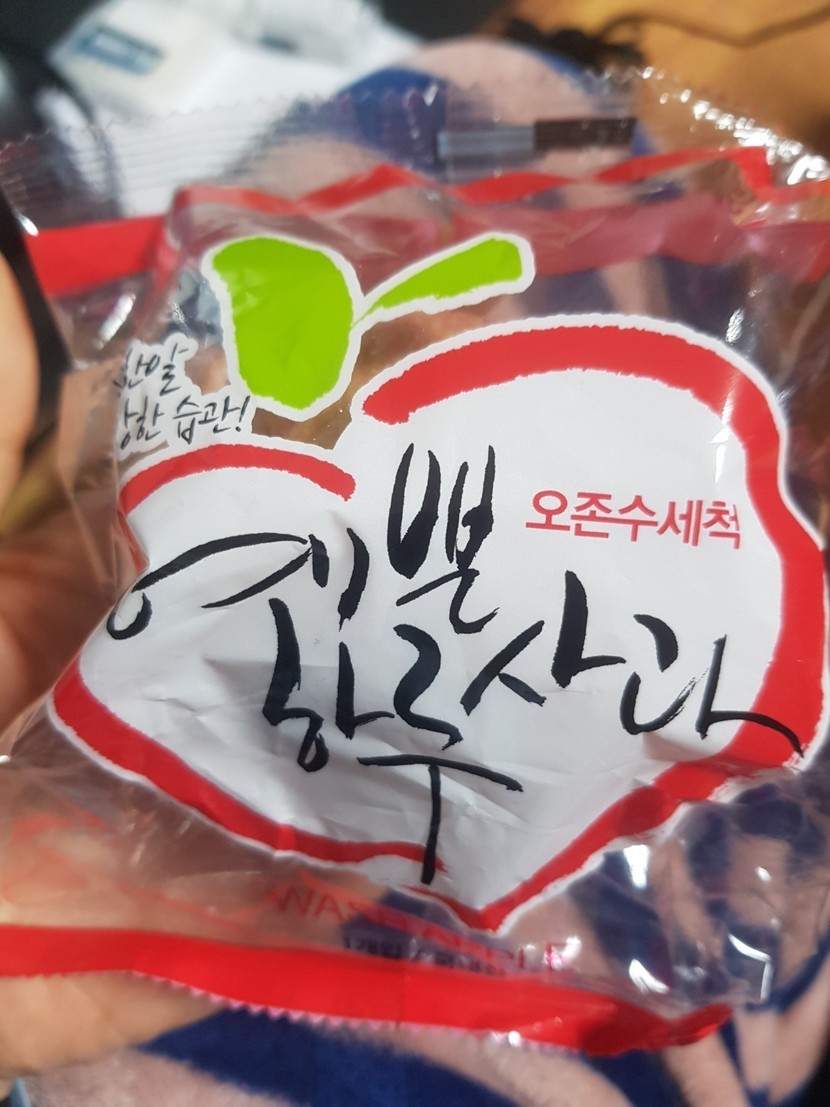 한알
강한 습관!
오존수세척
예쁜
하루사과